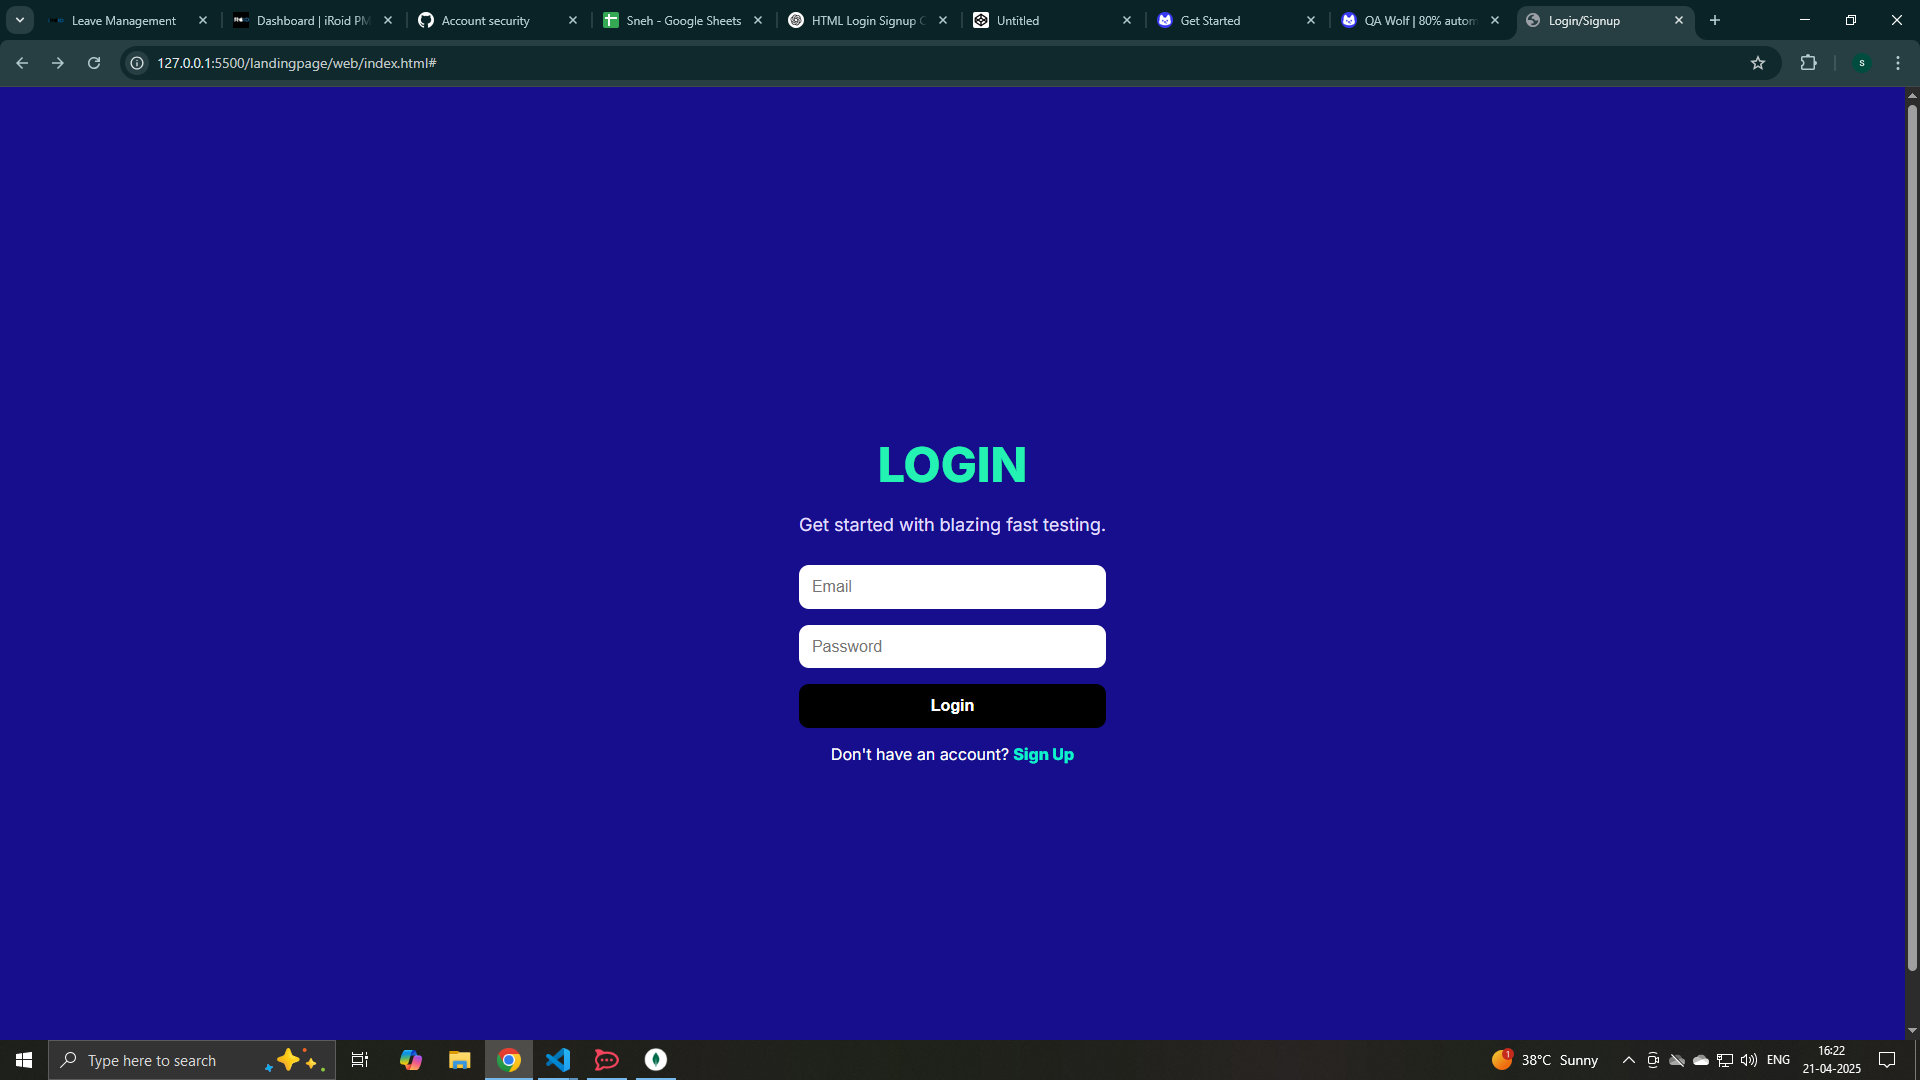 Leave Management
Dashboard | iRoid PM
Account security
Sneh - Google Sheets
HTML Login Signup C
Untitled
Get Started
QA Wolf | 80% autom
Login/Signup
127.0.0.1:5500/landingpage/web/index.html#
S
LOGIN
Get started with blazing fast testing.
Email
Password
Login
Don't have an account? Sign Up
Type here to search
1
38°C Sunny
ENG
16:22
21-04-2025